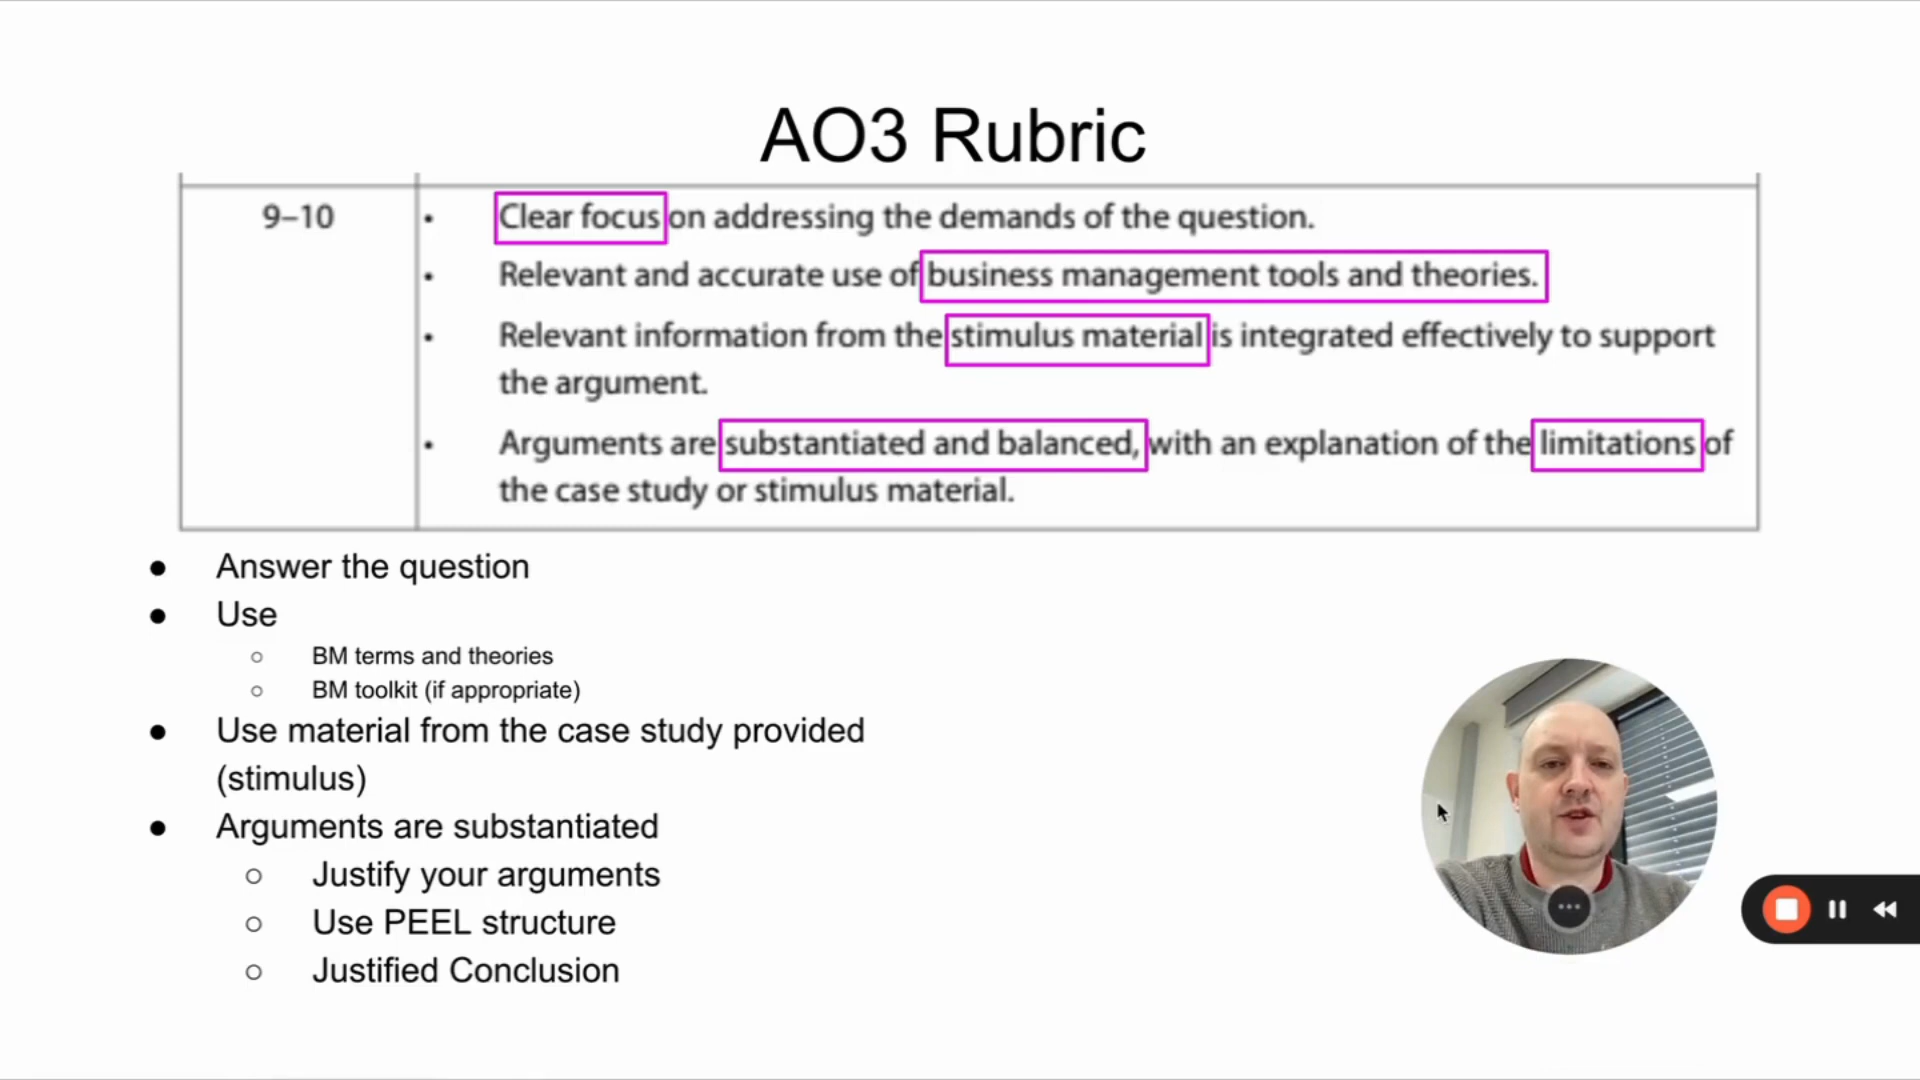 AO3 Rubric
9–10
• Clear focus on addressing the demands of the question.
• Relevant and accurate use of business management tools and theories.
• Relevant information from the stimulus material is integrated effectively to support
the argument.
• Arguments are substantiated and balanced, with an explanation of the limitations of
the case study or stimulus material.
● Answer the question
● Use
○ BM terms and theories
○ BM toolkit (if appropriate)
● Use material from the case study provided
(stimulus)
● Arguments are substantiated
○ Justify your arguments
○ Use PEEL structure
○ Justified Conclusion